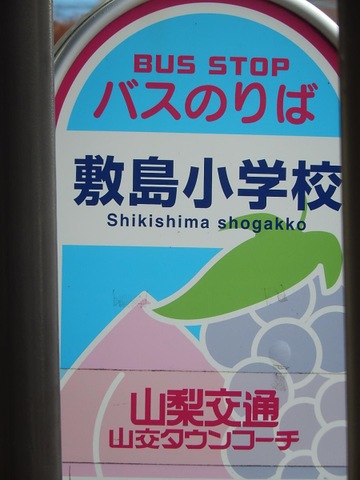 BUS STOP
バスのりば
敷島小学校
Shikishima shogakko
山梨交通
山交タウンコーチ